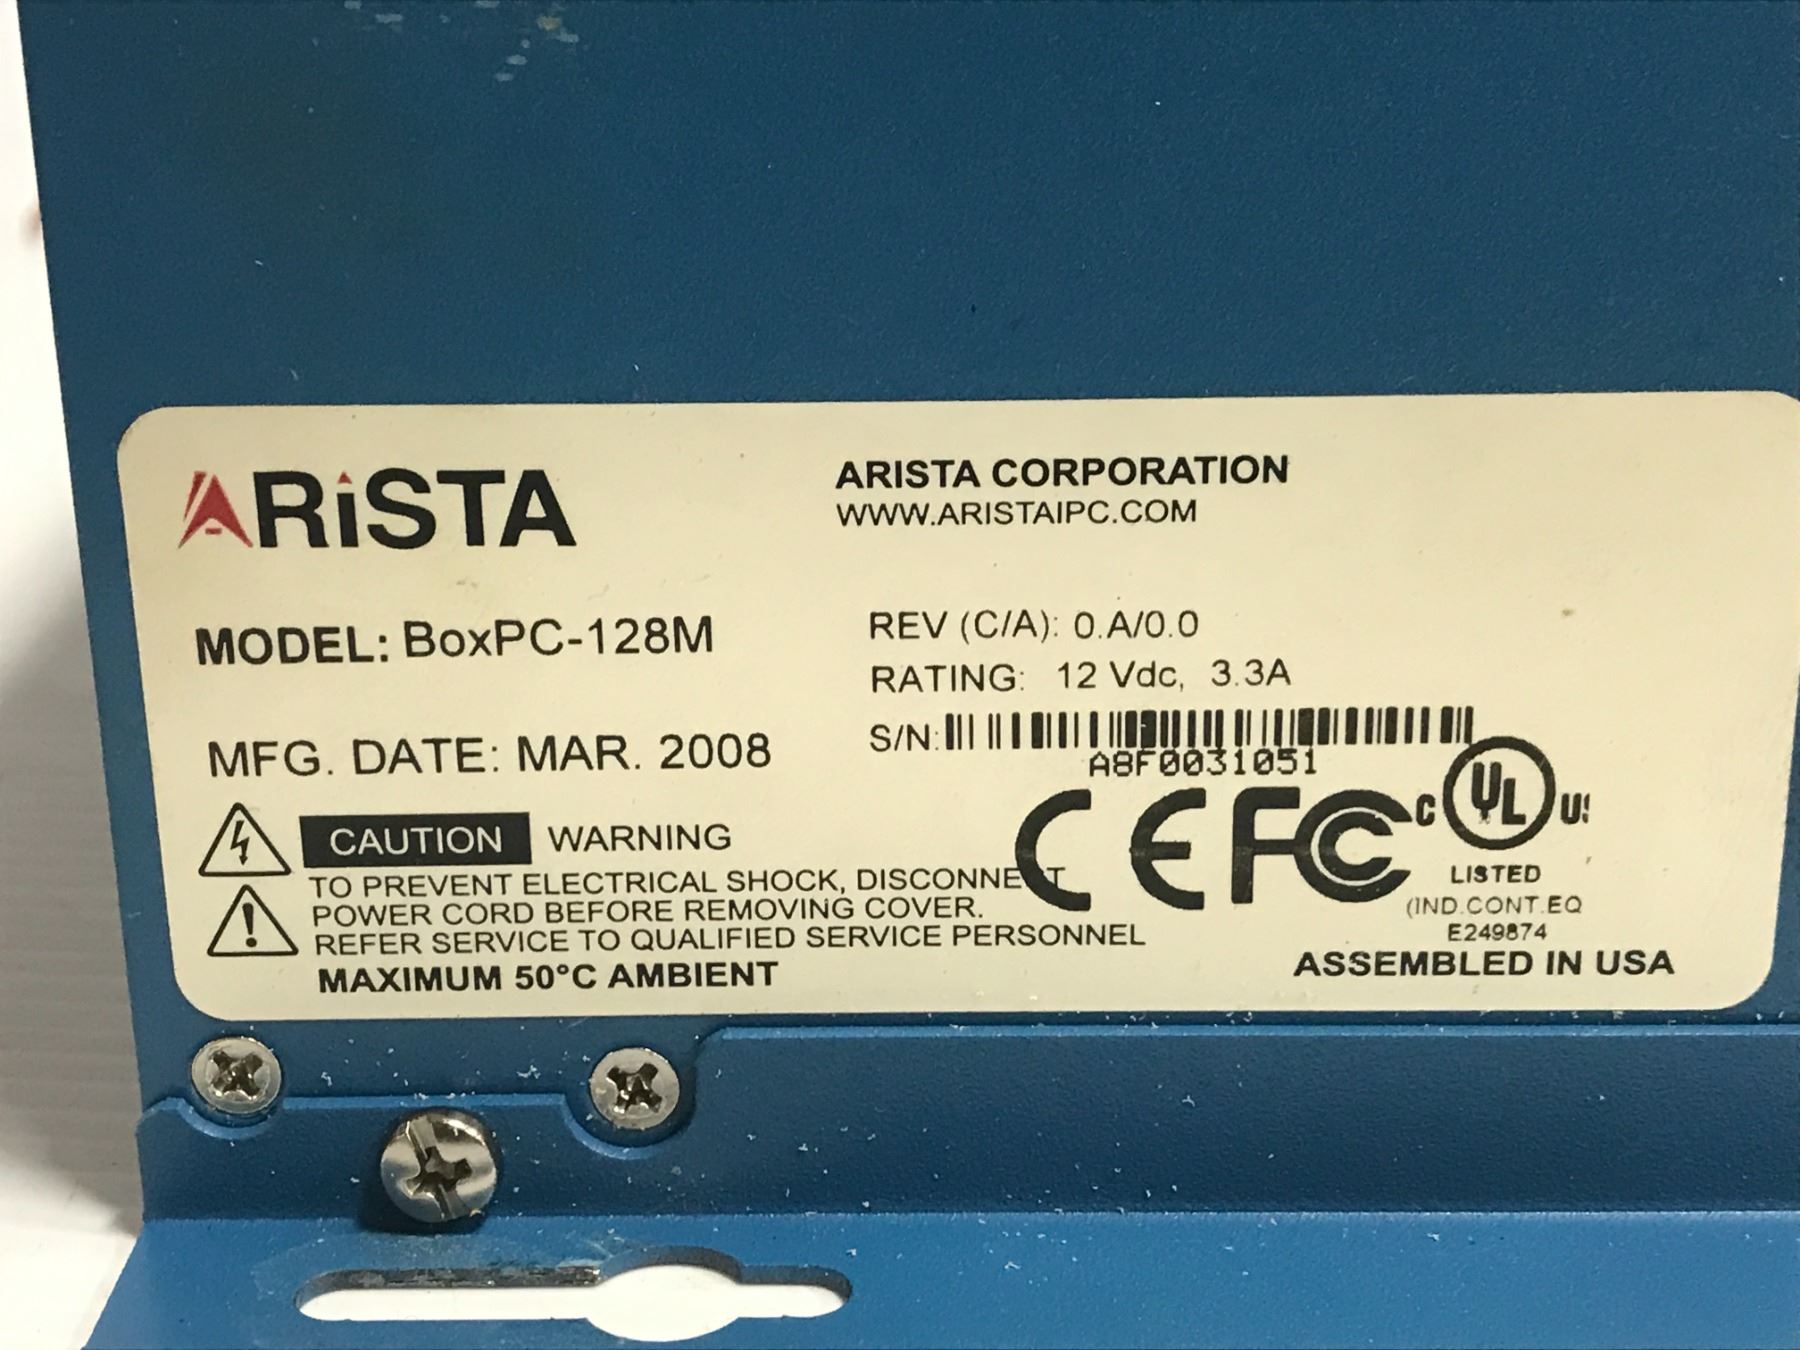 ARiSTA
ARISTA CORPORATION
WWW.ARISTAIPC.COM
MODEL: BoxPC-128M
REV (C/A): 0.A/0.0
RATING: 12 Vdc, 3.3A
MFG. DATE: MAR. 2008
S/N:
A8F0031051
CAUTION WARNING
TO PREVENT ELECTRICAL SHOCK, DISCONNECT
POWER CORD BEFORE REMOVING COVER.
REFER SERVICE TO QUALIFIED SERVICE PERSONNEL
MAXIMUM 50°C AMBIENT
CE FC C UL US
LISTED
(IND.CONT.EQ
E249874
ASSEMBLED IN USA